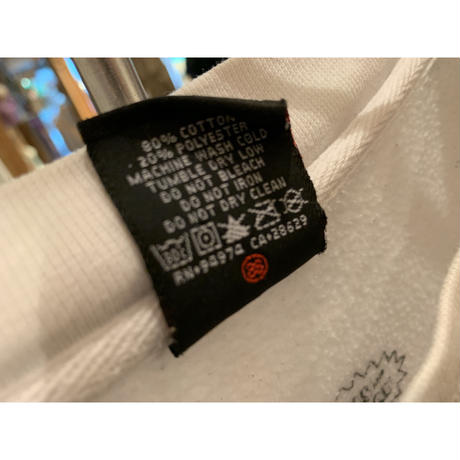 80% COTTON
20% POLYESTER
MACHINE WASH COLD
TUMBLE DRY LOW
DO NOT BLEACH
DO NOT IRON
DO NOT DRY CLEAN
RN+94974 CA+28629